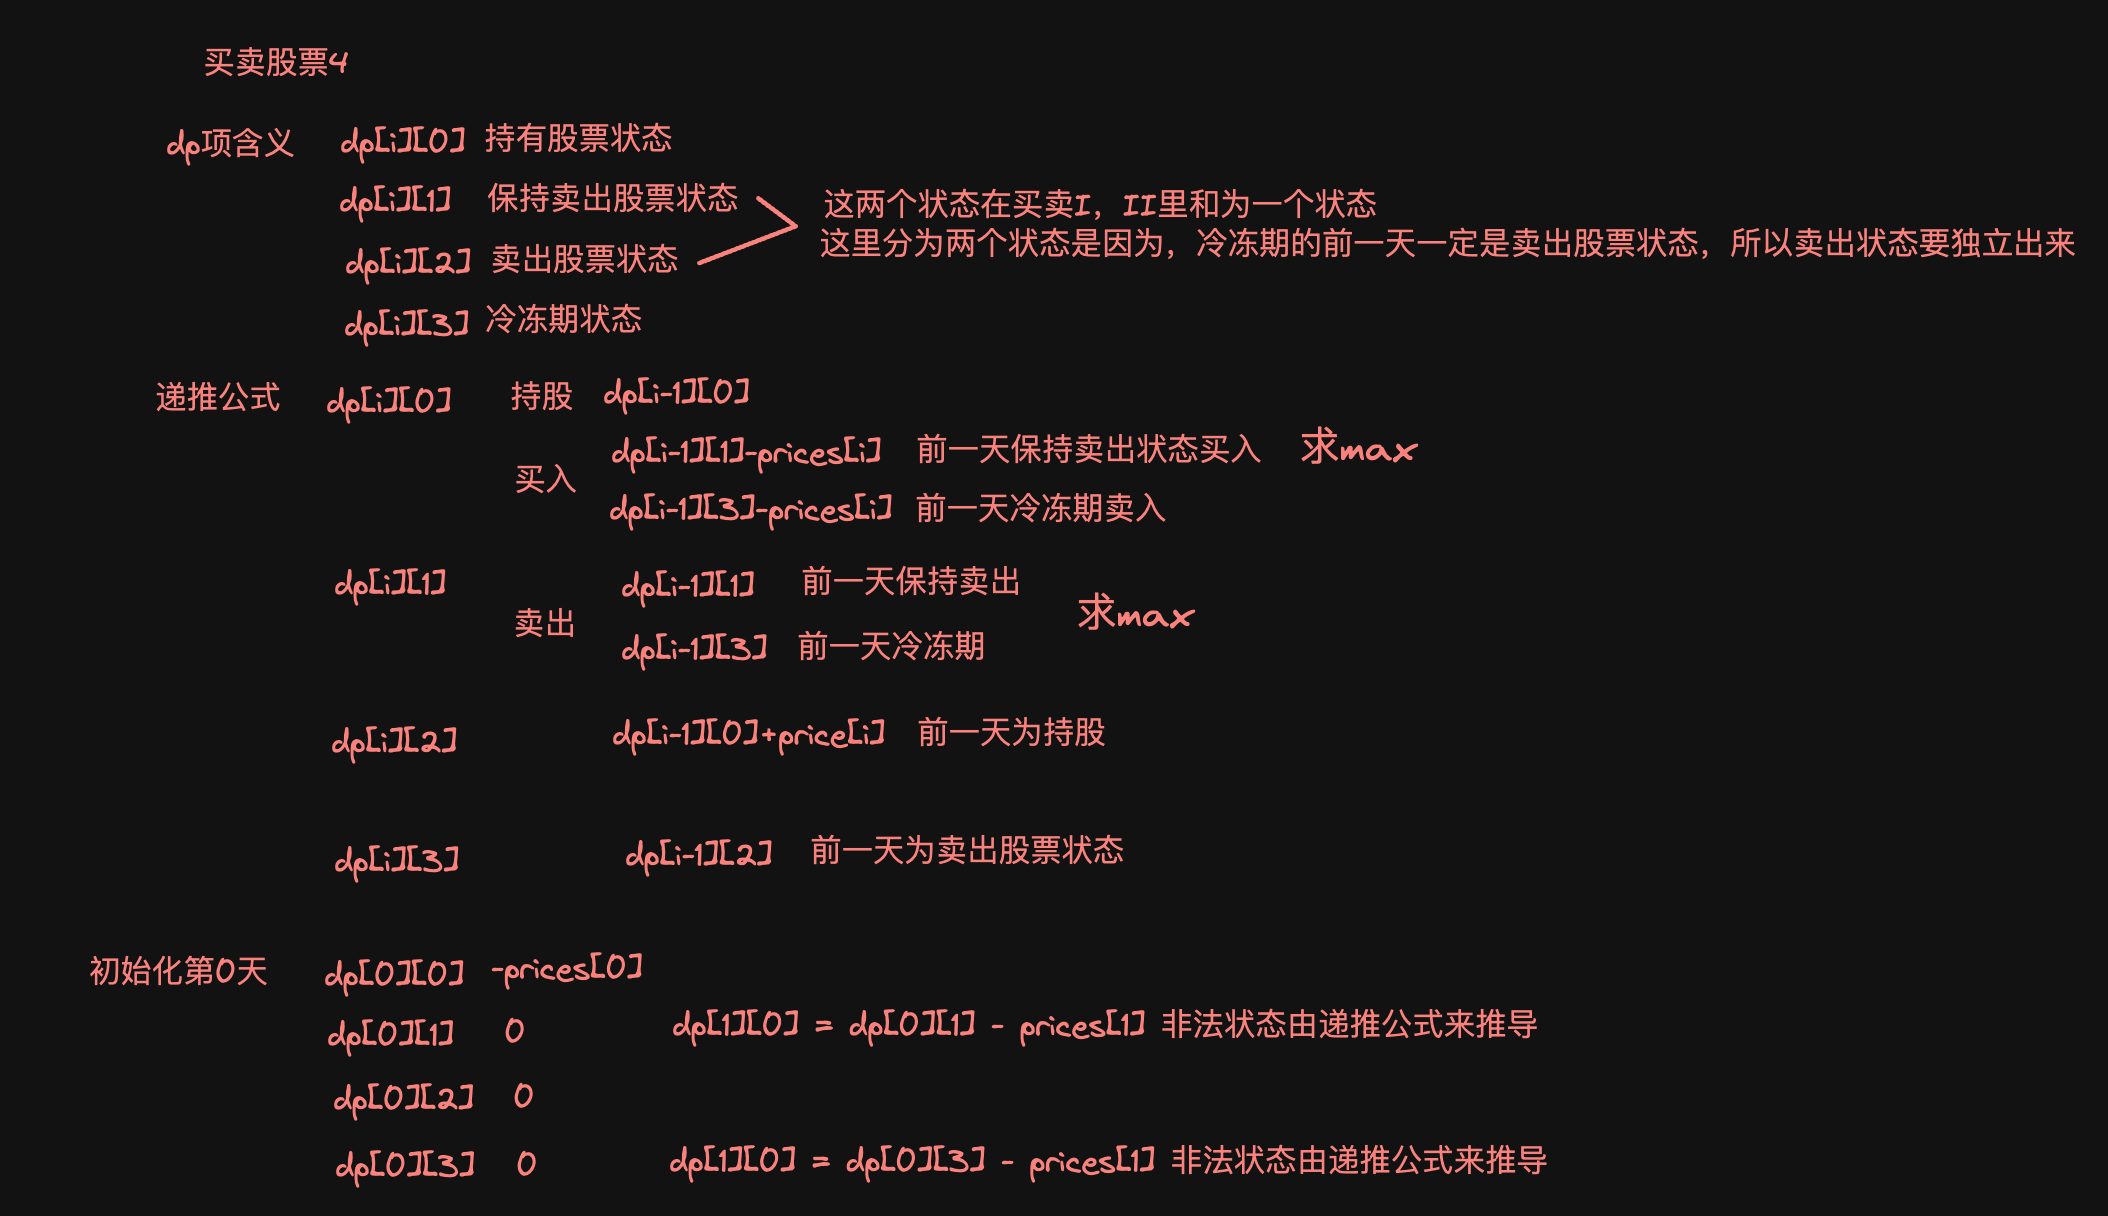 买卖股票4
dp项含义 dp[i][0] 持有股票状态
dp[i][1] 保持卖出股票状态
dp[i][2] 卖出股票状态
这两个状态在买卖I，II里和为一个状态
这里分为两个状态是因为，冷冻期的前一天一定是卖出股票状态，所以卖出状态要独立出来
dp[i][3] 冷冻期状态
递推公式 dp[i][0] 持股 dp[i-1][0]
买入 dp[i-1][1]-prices[i] 前一天保持卖出状态买入 求max
dp[i-1][3]-prices[i] 前一天冷冻期卖入
dp[i][1] 卖出 dp[i-1][1] 前一天保持卖出 求max
dp[i-1][3] 前一天冷冻期
dp[i][2] dp[i-1][0]+price[i] 前一天为持股
dp[i][3] dp[i-1][2] 前一天为卖出股票状态
初始化第0天 dp[0][0] -prices[0]
dp[0][1] 0 dp[1][0] = dp[0][1] - prices[1] 非法状态由递推公式来推导
dp[0][2] 0
dp[0][3] 0 dp[1][0] = dp[0][3] - prices[1] 非法状态由递推公式来推导